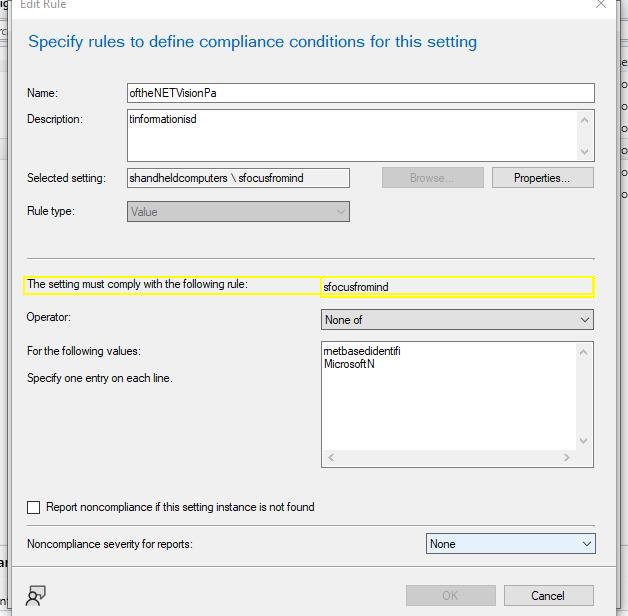 Edit Rule
Specify rules to define compliance conditions for this setting
Name:
oftheNETVisionPa
Description:
tinformationisd
Selected setting:
shandheldcomputers \ sfocusfromind
Browse...
Properties...
Rule type:
Value
The setting must comply with the following rule:
sfocusfromind
Operator:
None of
For the following values:
metbasedidentifi
MicrosoftN
Specify one entry on each line.
Report noncompliance if this setting instance is not found
Noncompliance severity for reports:
None
OK
Cancel